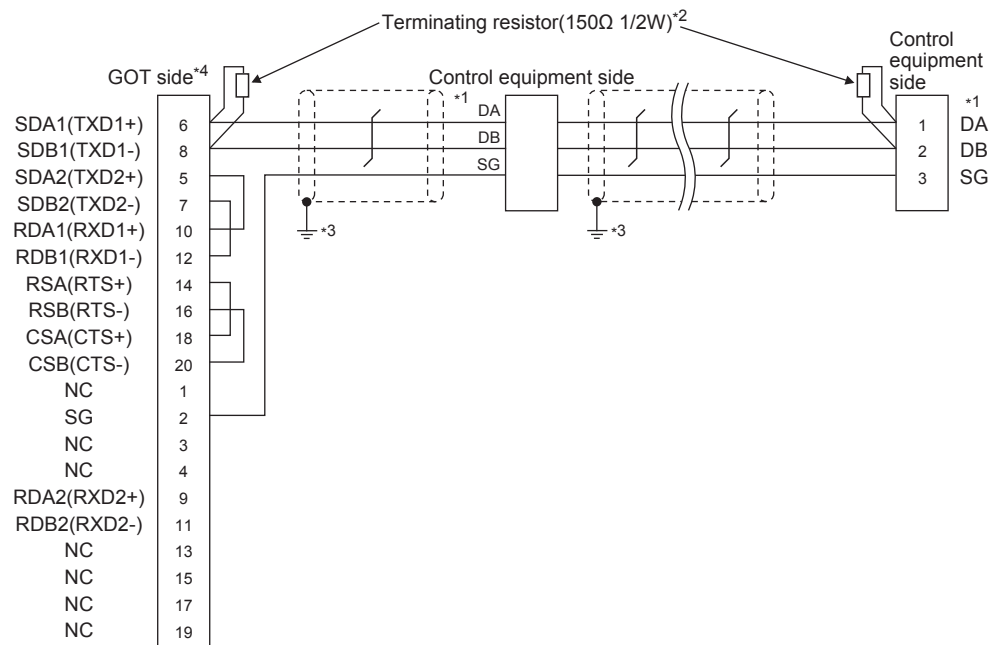 Terminating resistor(150Ω 1/2W)*2
Control equipment side
GOT side*4
Control equipment side
*1
*1
DA
DB
SG
SDA1(TXD1+) 6
SDB1(TXD1-) 8
SDA2(TXD2+) 5
SDB2(TXD2-) 7
RDA1(RXD1+) 10
RDB1(RXD1-) 12
RSA(RTS+) 14
RSB(RTS-) 16
CSA(CTS+) 18
CSB(CTS-) 20
NC 1
SG 2
NC 3
NC 4
RDA2(RXD2+) 9
RDB2(RXD2-) 11
NC 13
NC 15
NC 17
NC 19
*3
*3
1 DA
2 DB
3 SG